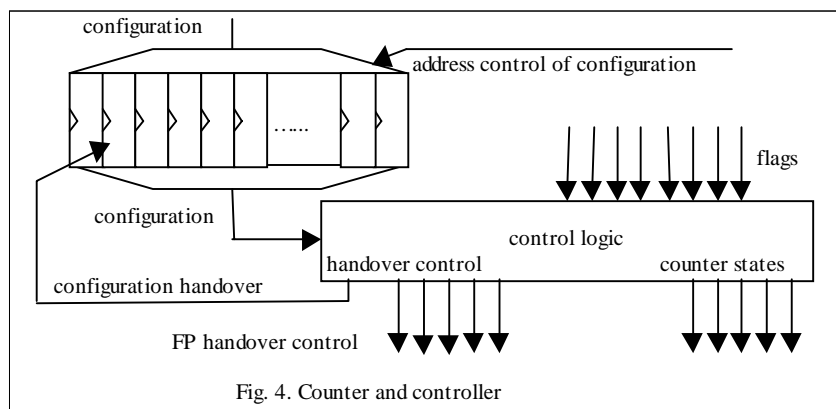 configuration
address control of configuration
......
flags
configuration
control logic
handover control
counter states
configuration handover
FP handover control
Fig. 4. Counter and controller